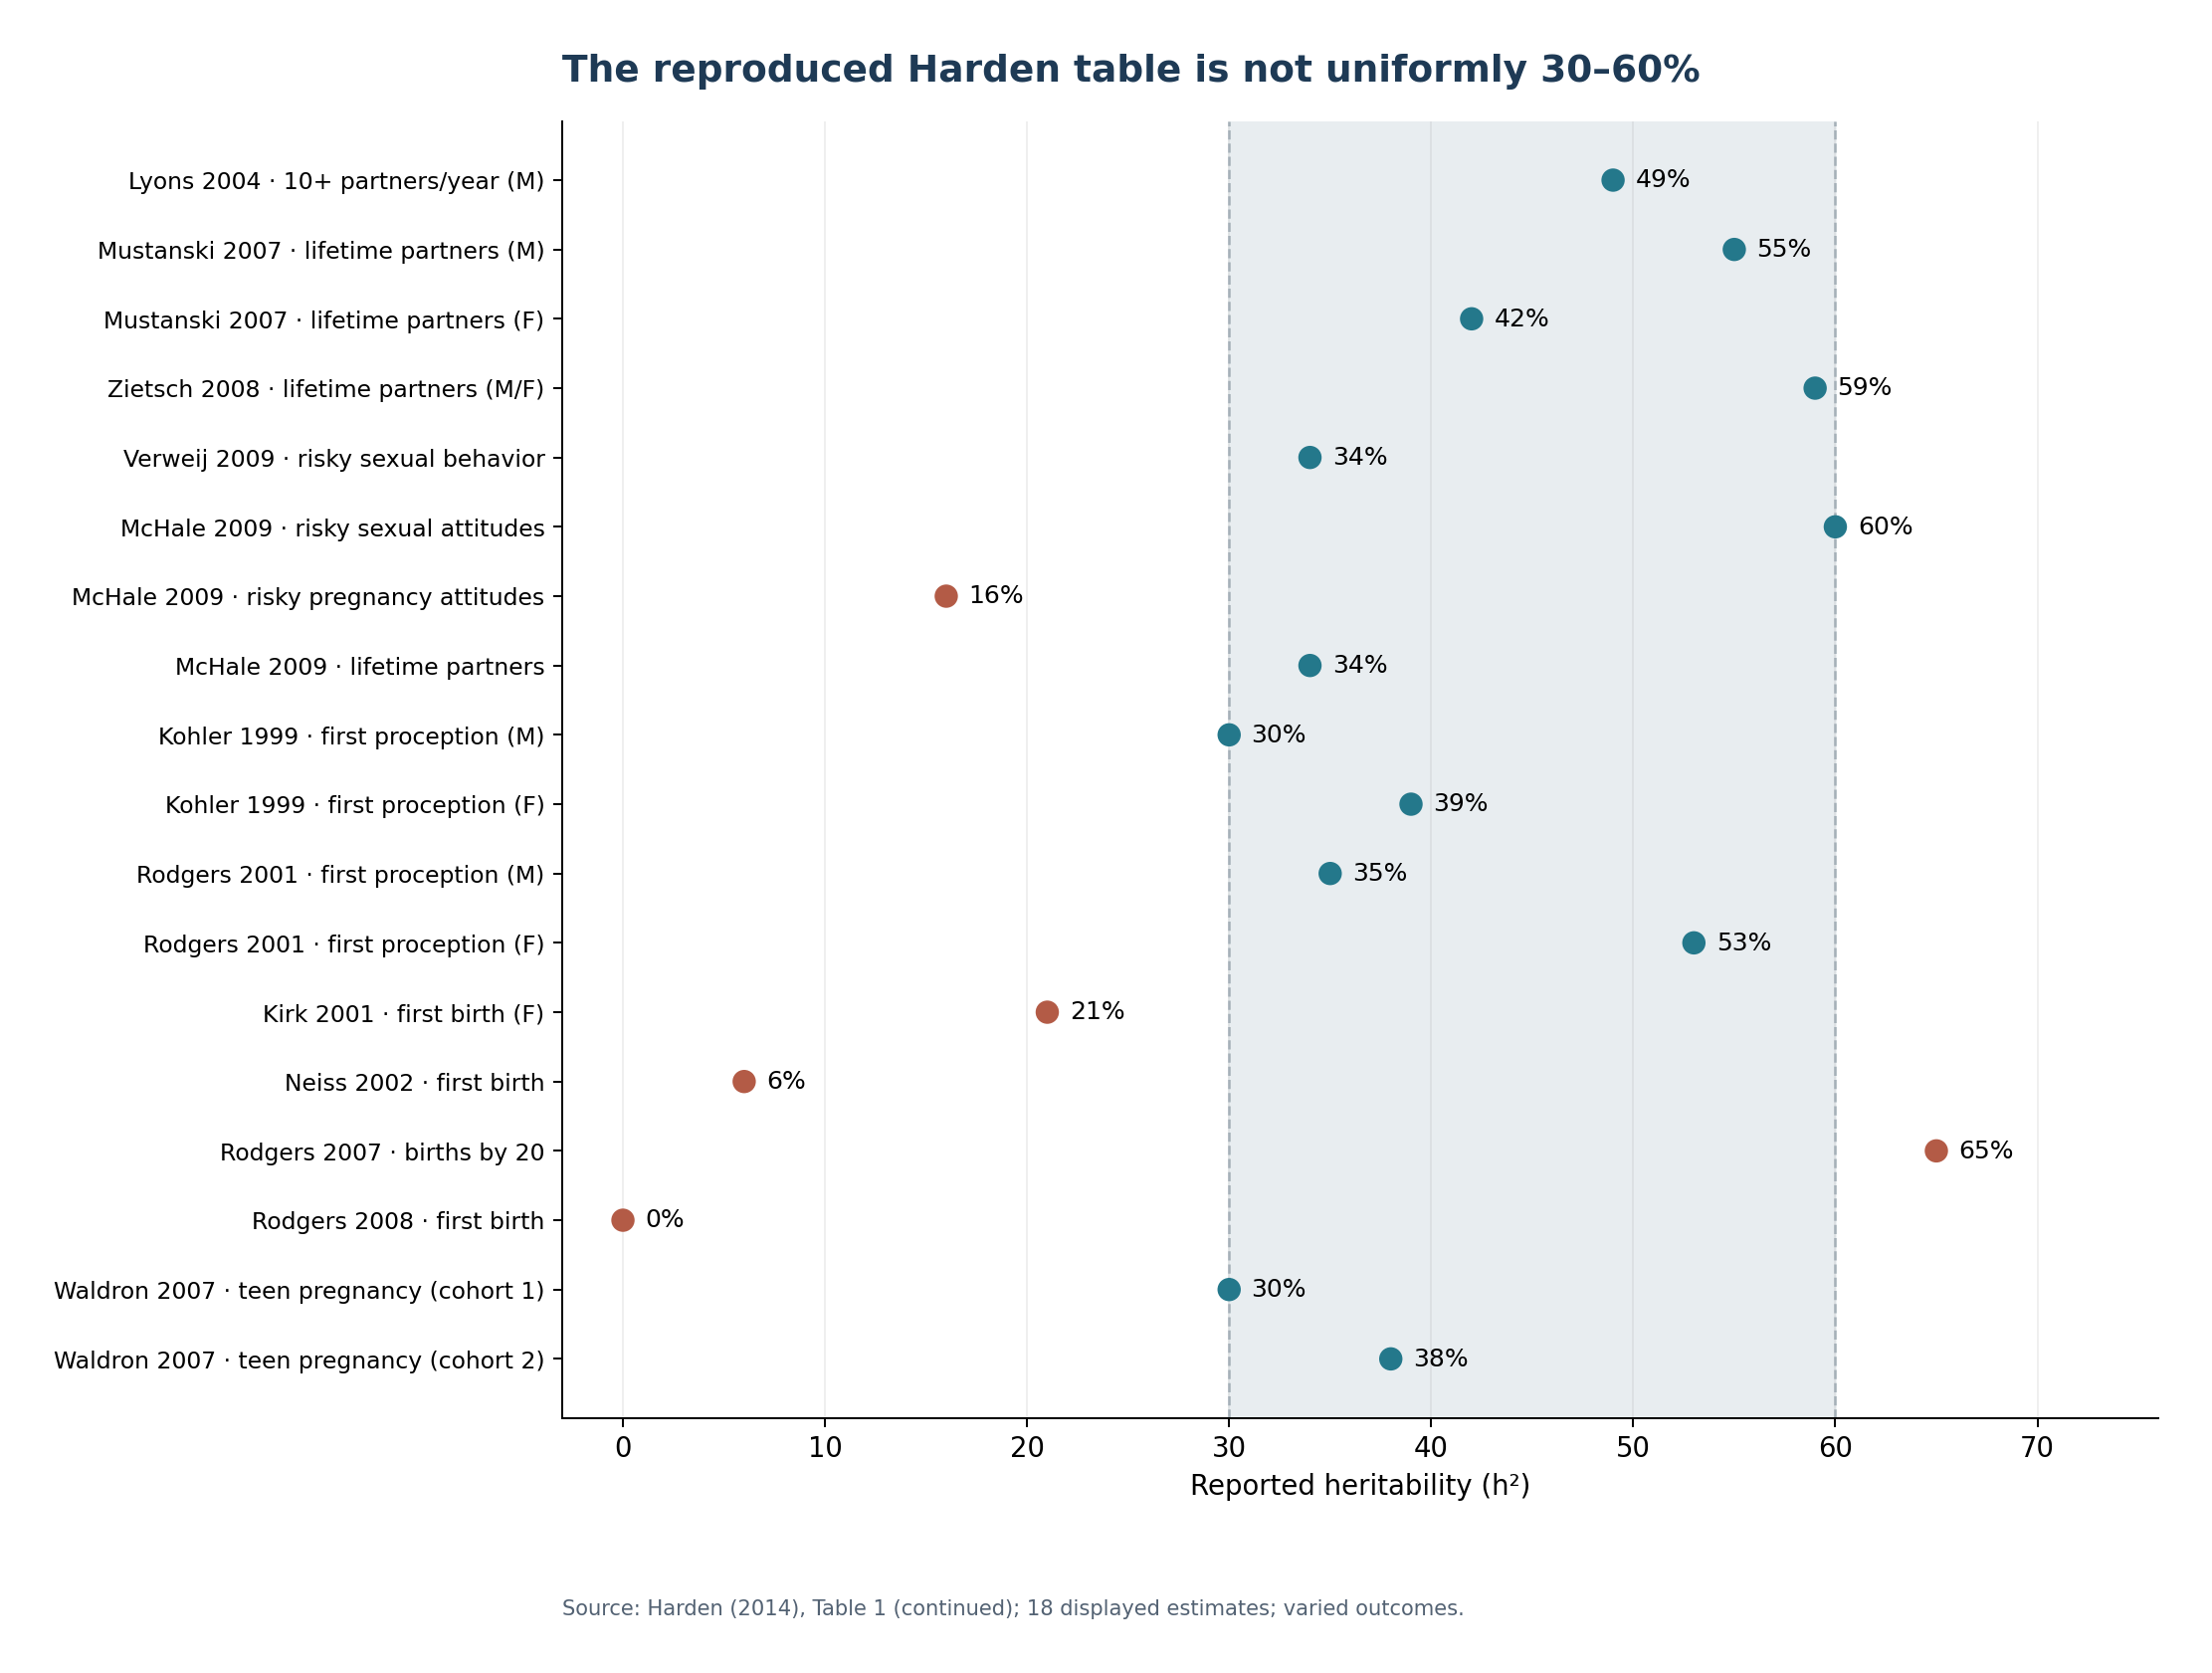 The reproduced Harden table is not uniformly 30–60%
Lyons 2004 · 10+ partners/year (M)
49%
Mustanski 2007 · lifetime partners (M)
55%
Mustanski 2007 · lifetime partners (F)
42%
Zietsch 2008 · lifetime partners (M/F)
59%
Verweij 2009 · risky sexual behavior
34%
McHale 2009 · risky sexual attitudes
60%
McHale 2009 · risky pregnancy attitudes
16%
McHale 2009 · lifetime partners
34%
Kohler 1999 · first proception (M)
30%
Kohler 1999 · first proception (F)
39%
Rodgers 2001 · first proception (M)
35%
Rodgers 2001 · first proception (F)
53%
Kirk 2001 · first birth (F)
21%
Neiss 2002 · first birth
6%
Rodgers 2007 · births by 20
65%
Rodgers 2008 · first birth
0%
Waldron 2007 · teen pregnancy (cohort 1)
30%
Waldron 2007 · teen pregnancy (cohort 2)
38%
0 10 20 30 40 50 60 70
Reported heritability (h²)
Source: Harden (2014), Table 1 (continued); 18 displayed estimates; varied outcomes.